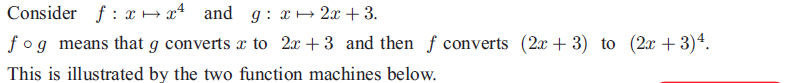 Consider f : x ↦ x⁴ and g : x ↦ 2x + 3.
f ∘ g means that g converts x to 2x + 3 and then f converts (2x + 3) to (2x + 3)⁴.
This is illustrated by the two function machines below.